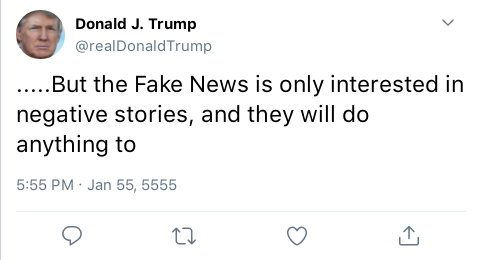 Donald J. Trump
@realDonaldTrump
.....But the Fake News is only interested in
negative stories, and they will do
anything to
5:55 PM · Jan 55, 5555